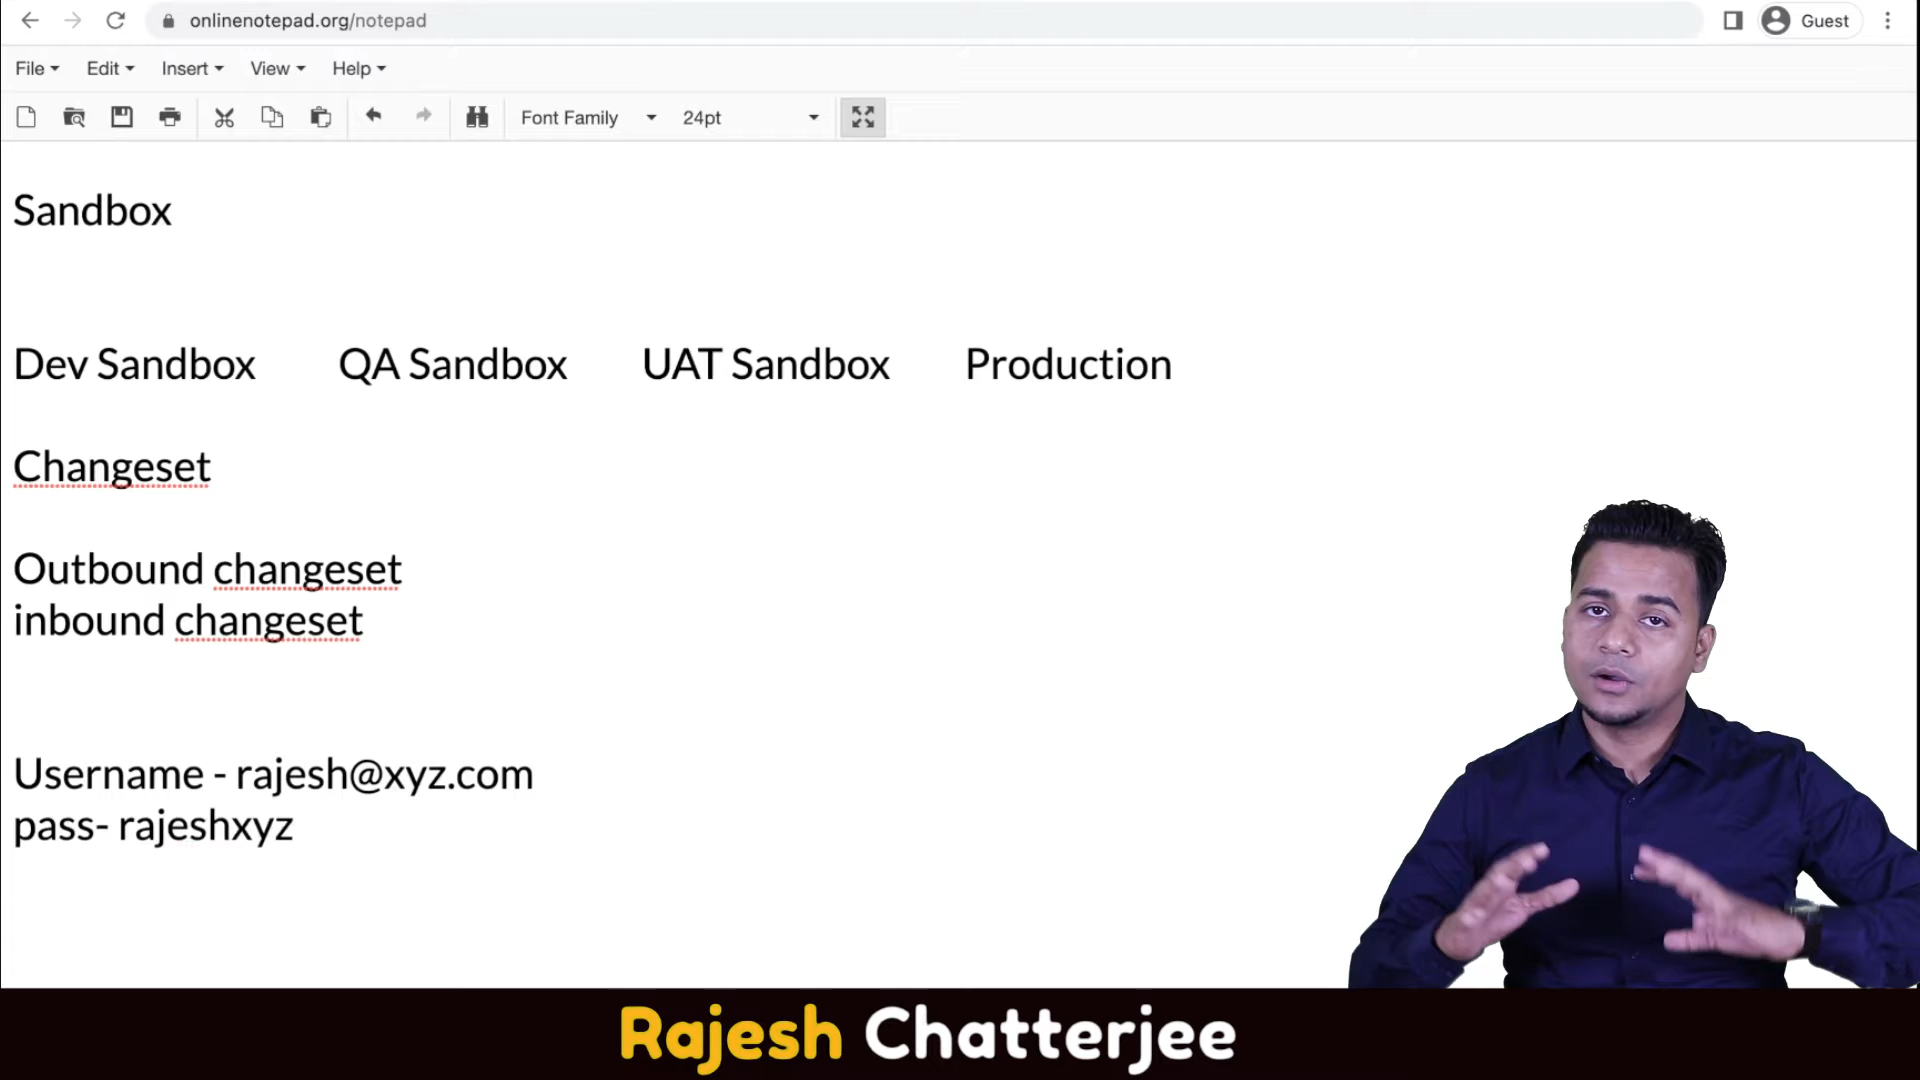 onlinenotepad.org/notepad
Guest
File Edit Insert View Help
Font Family 24pt
Sandbox
Dev Sandbox QA Sandbox UAT Sandbox Production
Changeset
Outbound changeset
inbound changeset
Username - rajesh@xyz.com
pass- rajeshxyz
Rajesh Chatterjee